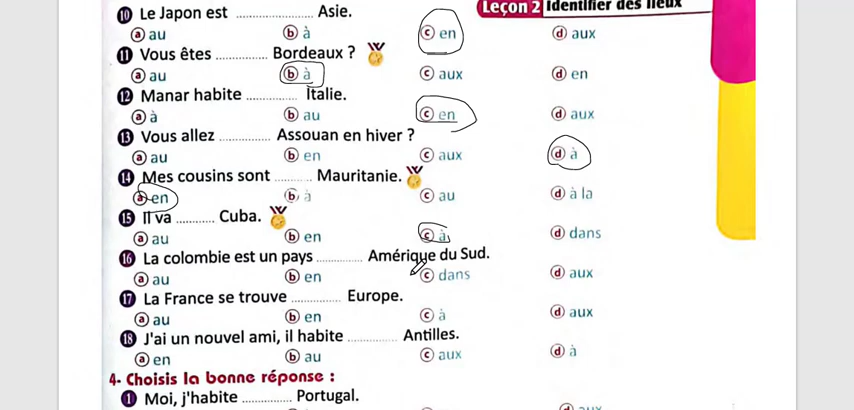 Leçon 2 Identifier des lieux
10 Le Japon est .................. Asie.
a au b à c en d aux
11 Vous êtes ............... Bordeaux ?
a au b à c aux d en
12 Manar habite .............. Italie.
a à b au c en d aux
13 Vous allez .............. Assouan en hiver ?
a au b en c aux d à
14 Mes cousins sont .......... Mauritanie.
a en b à c au d à la
15 Il va ........... Cuba.
a au b en c à d dans
16 La colombie est un pays ............. Amérique du Sud.
a au b en c dans d aux
17 La France se trouve .............. Europe.
a au b en c à d aux
18 J'ai un nouvel ami, il habite .............. Antilles.
a en b au c aux d à
4- Choisis la bonne réponse :
1 Moi, j'habite .............. Portugal.
d aux